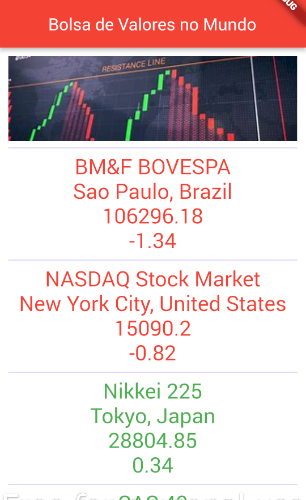 Bolsa de Valores no Mundo
RESISTANCE LINE
BM&F BOVESPA
Sao Paulo, Brazil
106296.18
-1.34
NASDAQ Stock Market
New York City, United States
15090.2
-0.82
Nikkei 225
Tokyo, Japan
28804.85
0.34